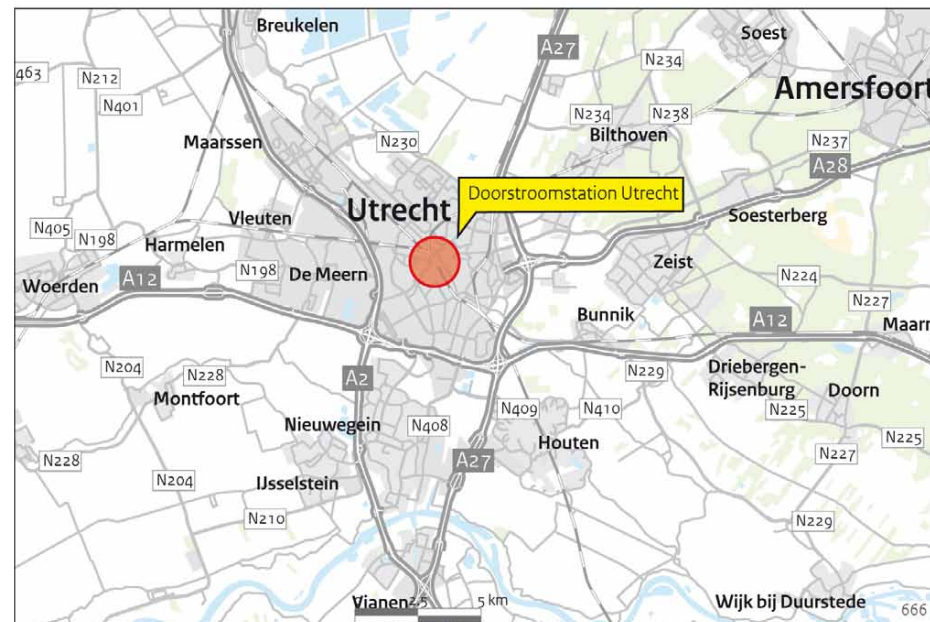 Breukelen
Soest
A27
N234
463
N212
Amersfoort
N401
N234
N238
Bilthoven
Maarssen
N230
N237
A28
Doorstroomstation Utrecht
Vleuten
Utrecht
Soesterberg
N405
N198
Harmelen
N198
De Meern
Zeist
Woerden
A12
N224
N227
Bunnik
A12
Maarn
N204
N228
A2
N229
Driebergen-
Rijsenburg
Doorn
Montfoort
N409
N410
N225
Nieuwegein
N408
Houten
N225
N228
A27
N227
N204
IJsselstein
N210
N229
Vianen
2,5
5 km
Wijk bij Duurstede
666